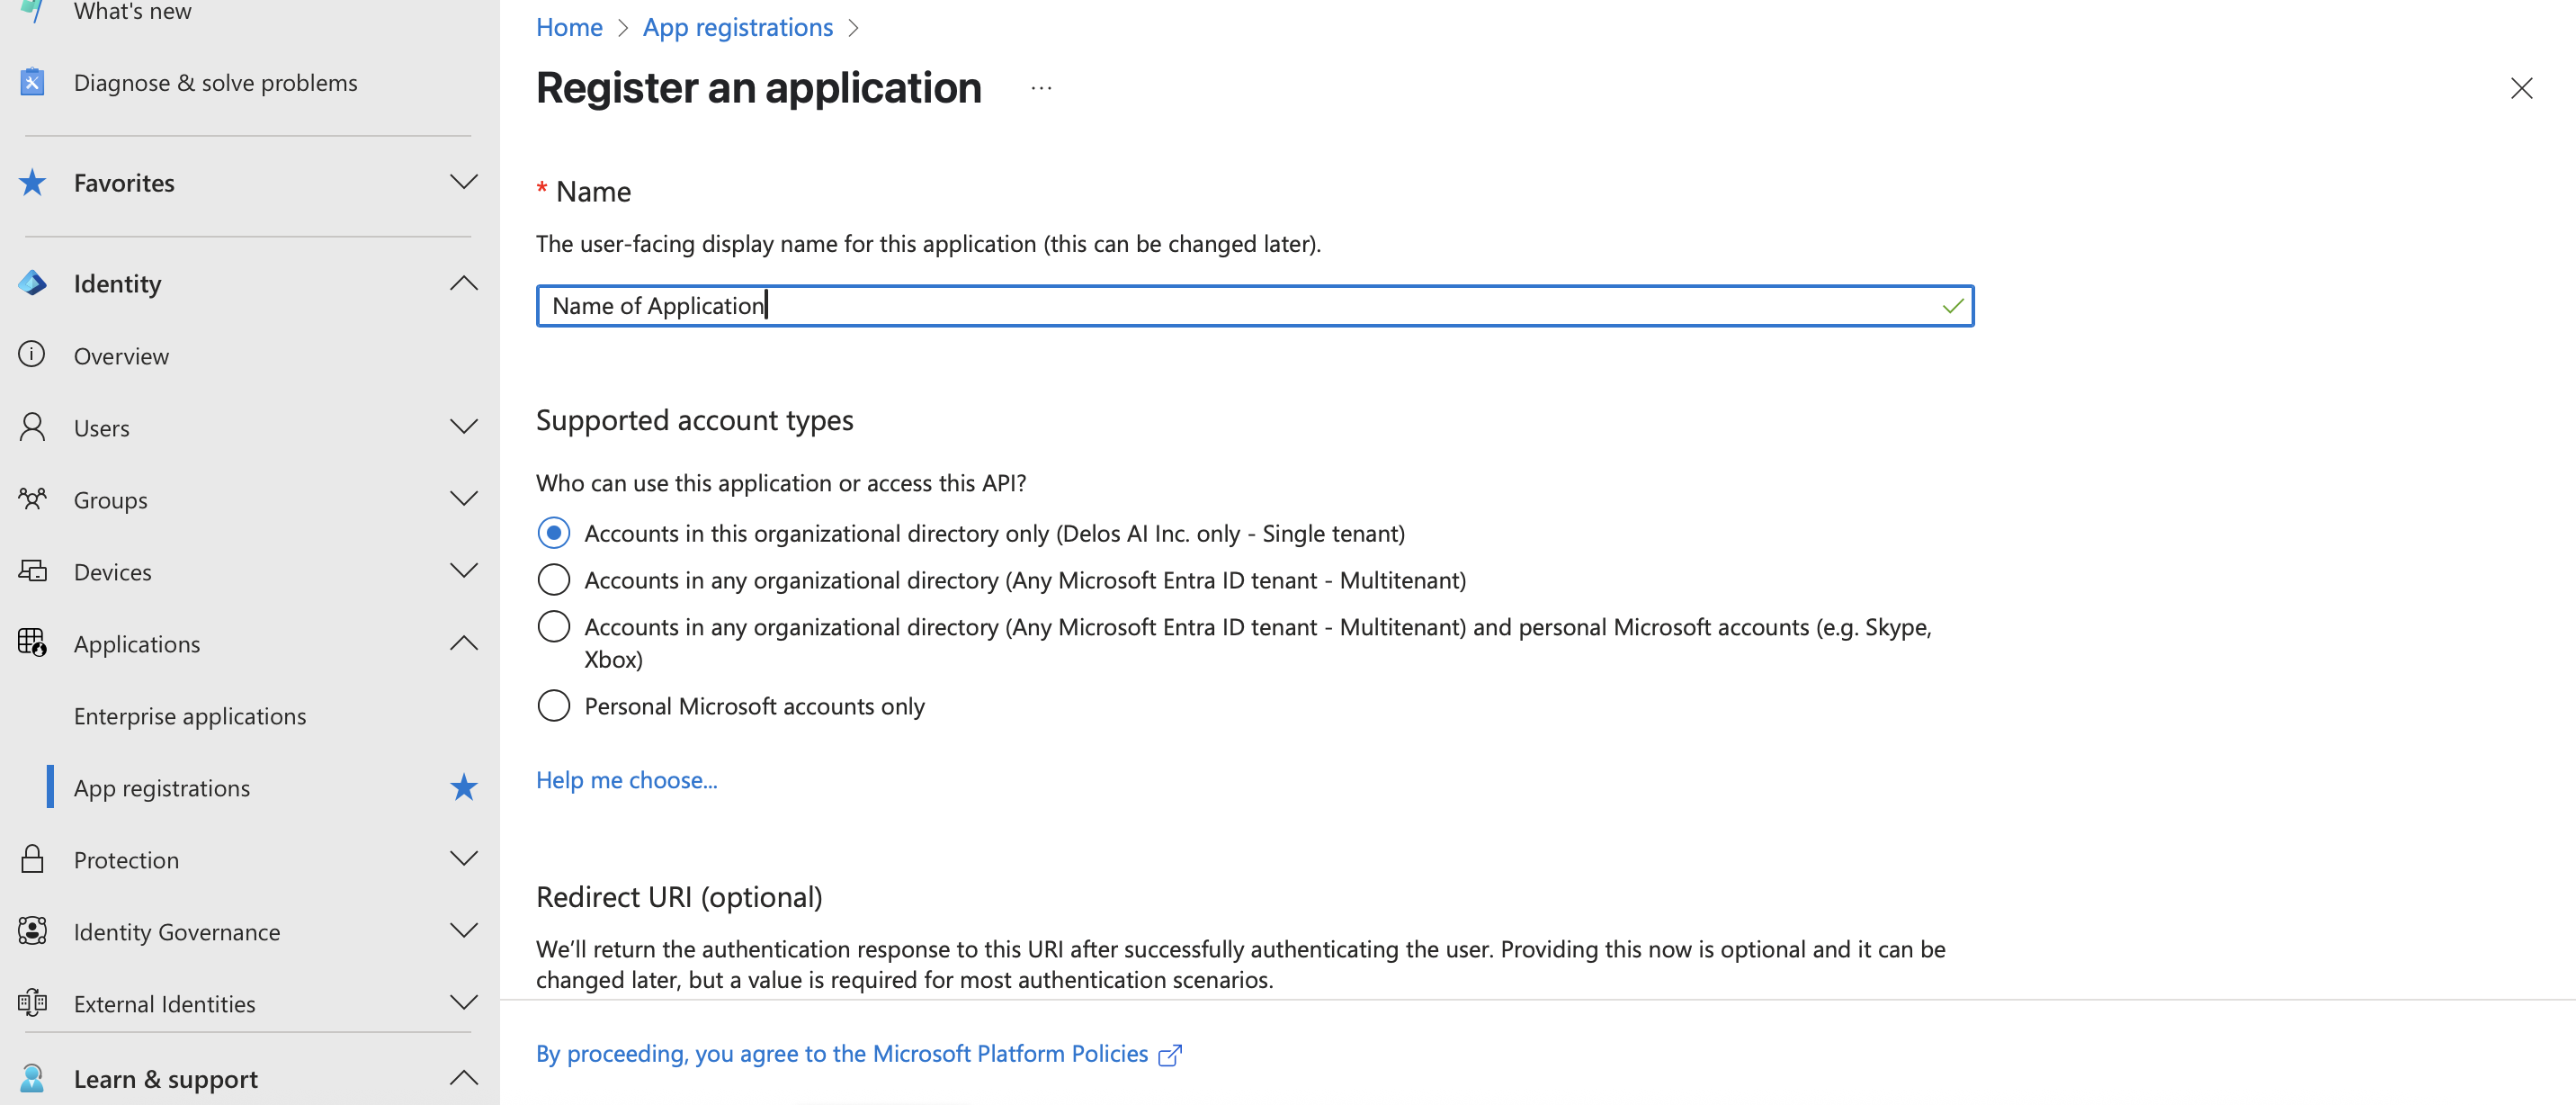 What's new
Diagnose & solve problems
Favorites
Identity
Overview
Users
Groups
Devices
Applications
Enterprise applications
App registrations
Protection
Identity Governance
External Identities
Learn & support
Home > App registrations >
Register an application ...
* Name
The user-facing display name for this application (this can be changed later).
Name of Application
Supported account types
Who can use this application or access this API?
Accounts in this organizational directory only (Delos AI Inc. only - Single tenant)
Accounts in any organizational directory (Any Microsoft Entra ID tenant - Multitenant)
Accounts in any organizational directory (Any Microsoft Entra ID tenant - Multitenant) and personal Microsoft accounts (e.g. Skype,
Xbox)
Personal Microsoft accounts only
Help me choose...
Redirect URI (optional)
We'll return the authentication response to this URI after successfully authenticating the user. Providing this now is optional and it can be
changed later, but a value is required for most authentication scenarios.
By proceeding, you agree to the Microsoft Platform Policies